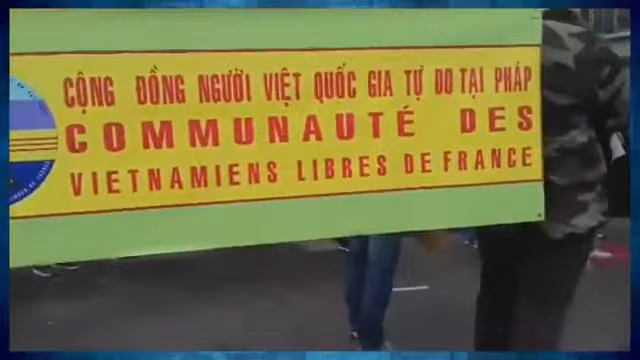 CỘNG ĐỒNG NGƯỜI VIỆT QUỐC GIA TỰ DO TẠI PHÁP
COMMUNAUTÉ DES
VIETNAMIENS LIBRES DE FRANCE